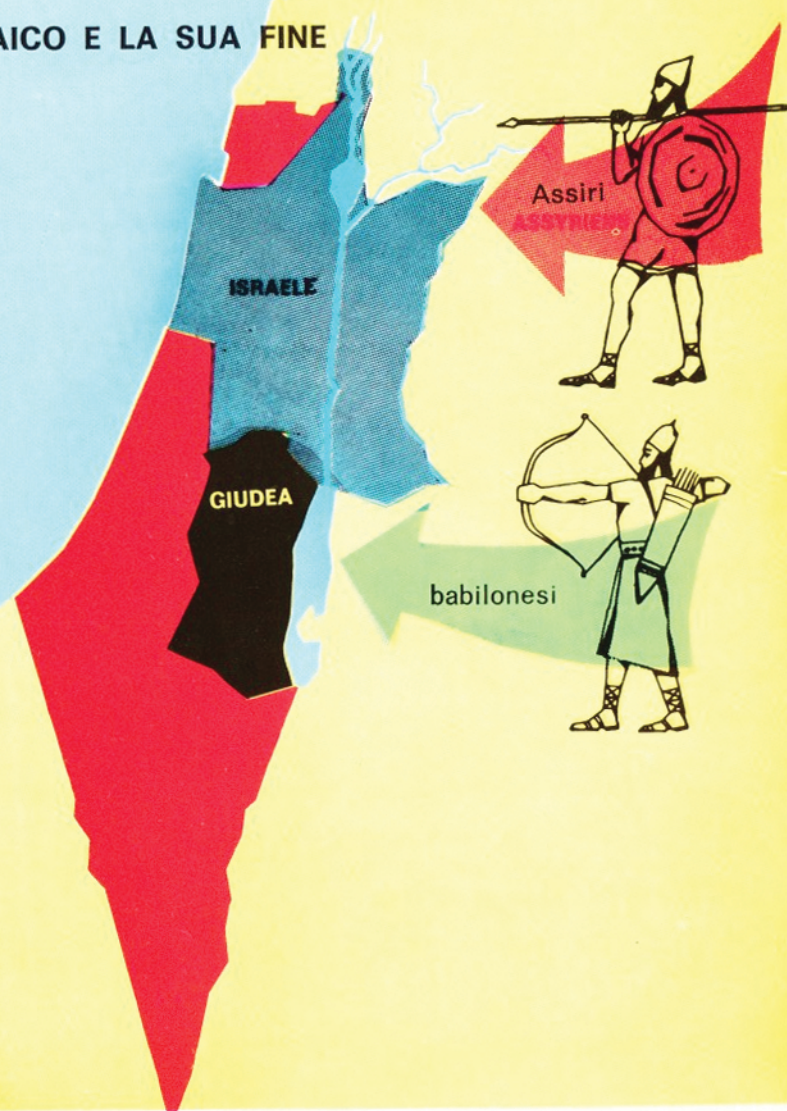 AICO E LA SUA FINE
Assiri
ASSYRIENS
ISRAELE
GIUDEA
babilonesi